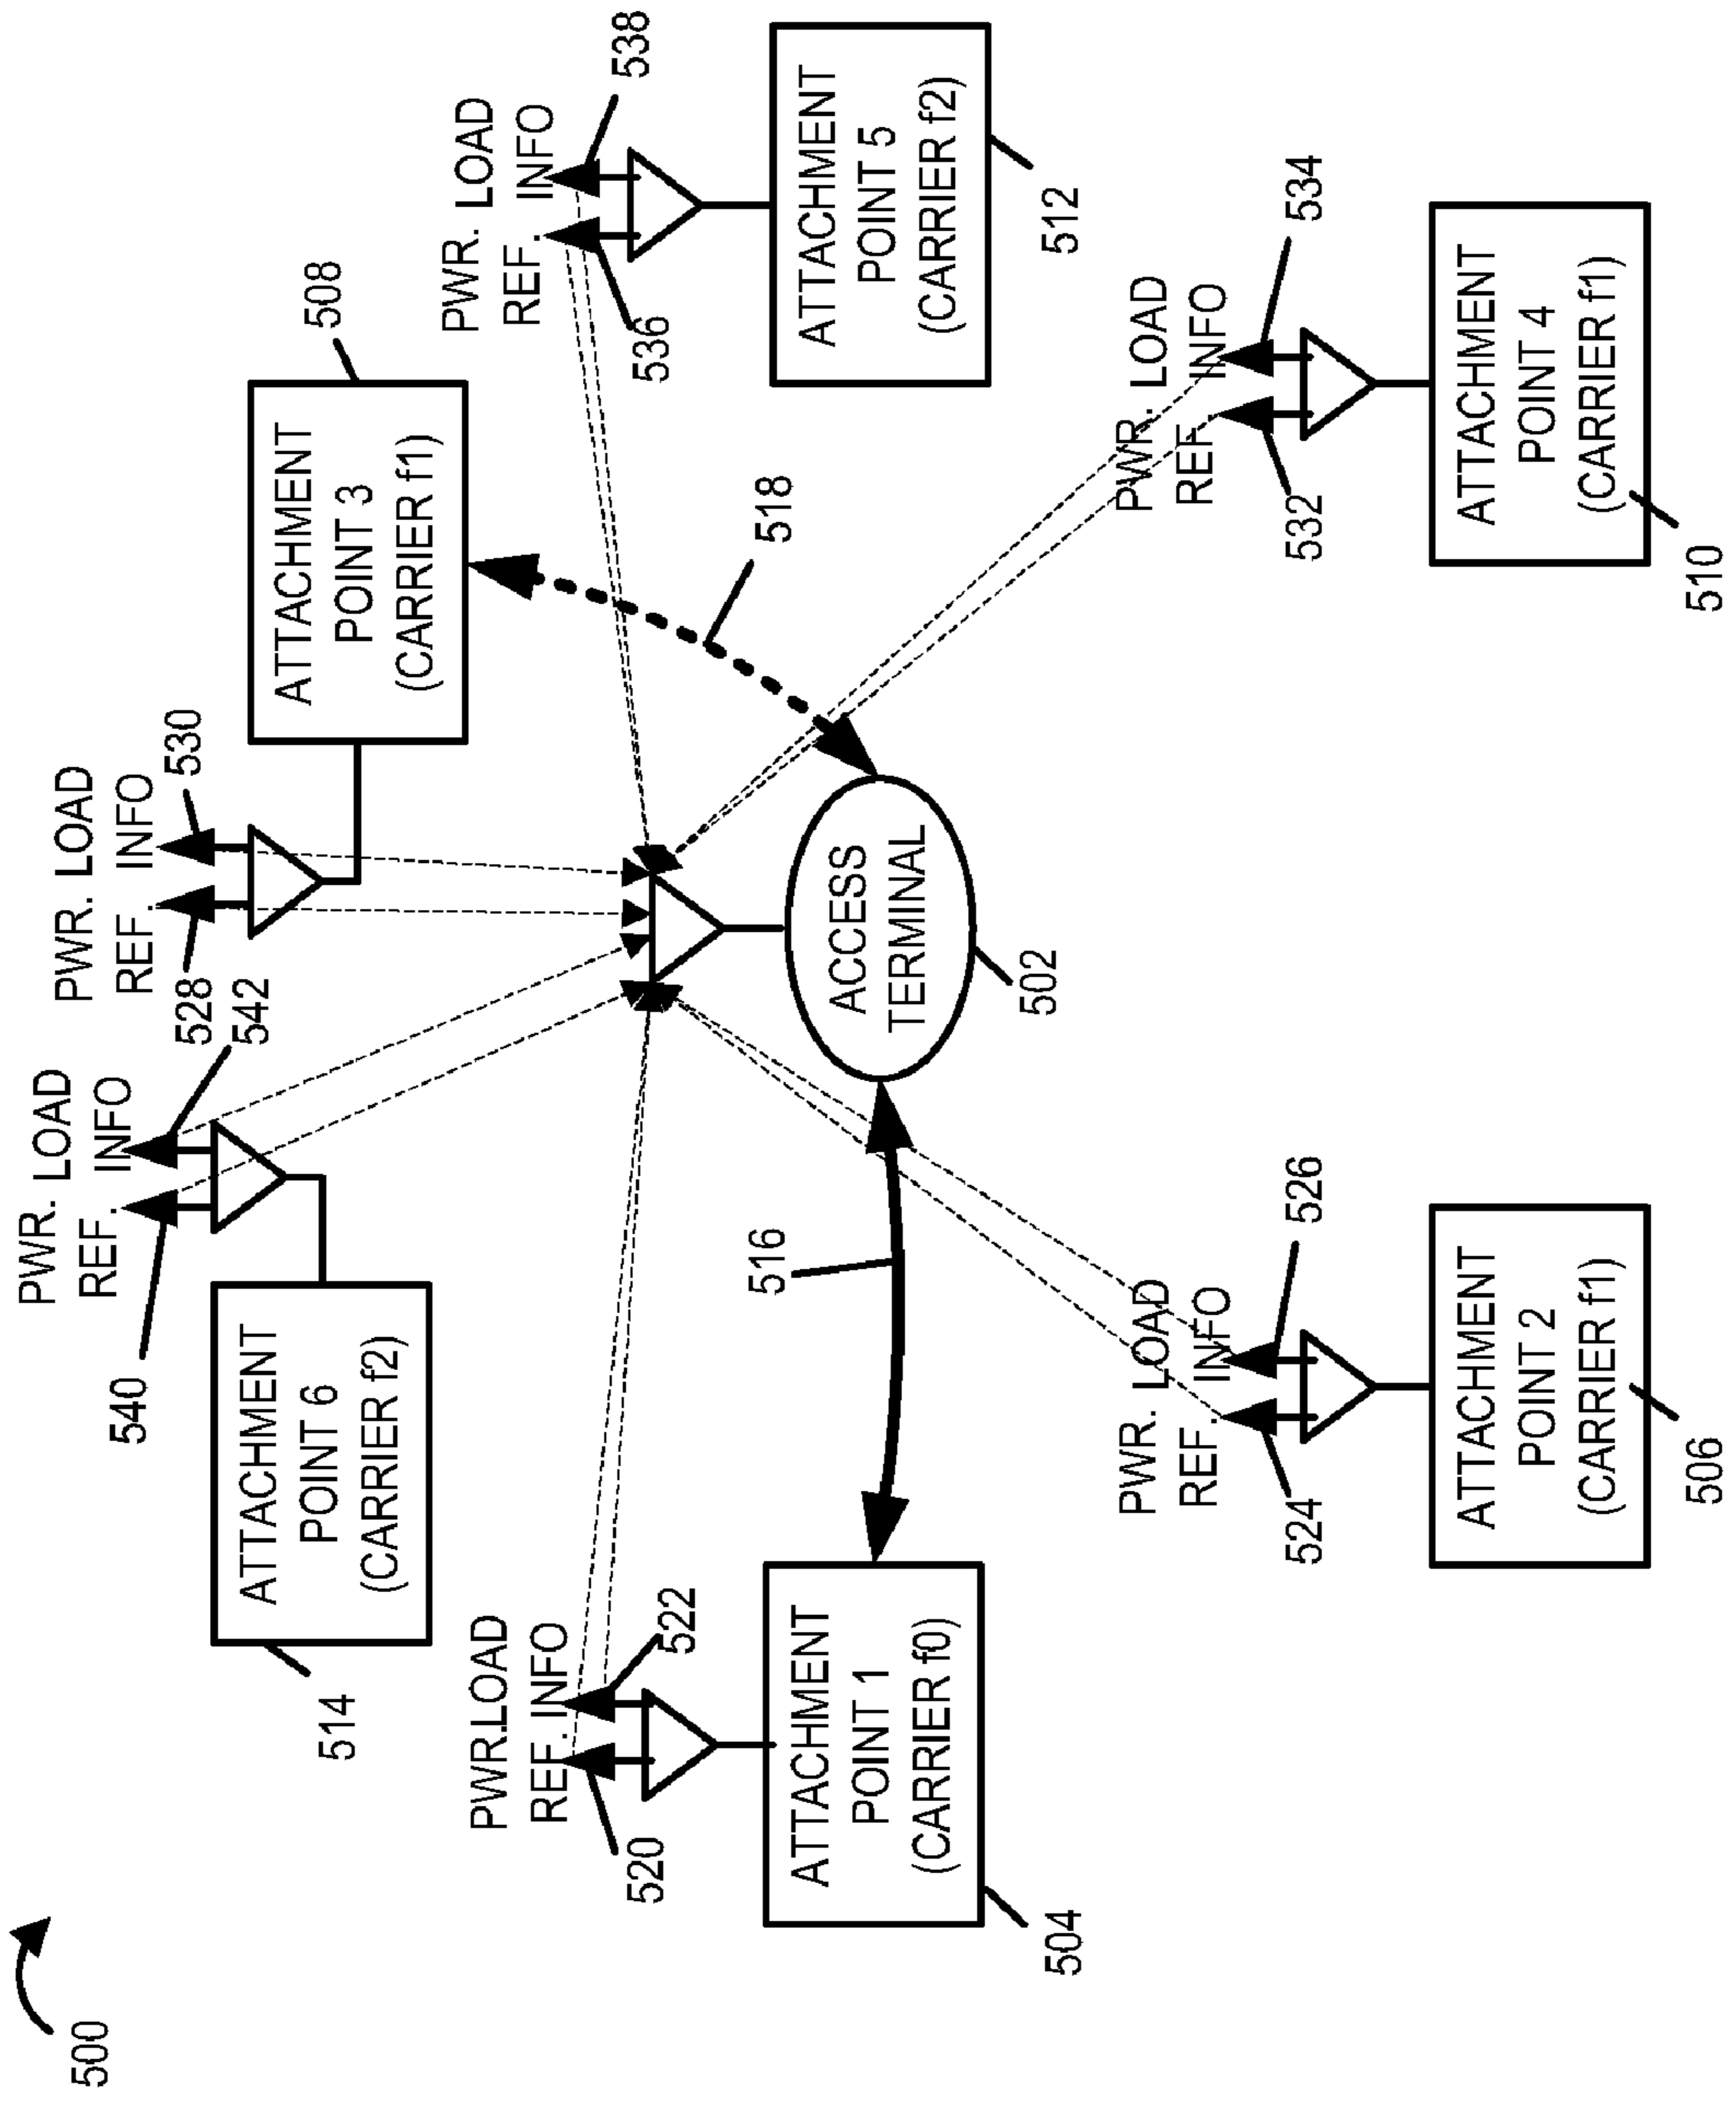 500
PWR. LOAD
REF. INFO
540
542
ATTACHMENT
POINT 6
(CARRIER f2)
514
PWR. LOAD
REF. INFO
528
530
ATTACHMENT
POINT 3
(CARRIER f1)
508
PWR. LOAD
REF. INFO
536
538
ATTACHMENT
POINT 5
(CARRIER f2)
512
PWR.LOAD
REF. INFO
520
522
ATTACHMENT
POINT 1
(CARRIER f0)
504
516
518
ACCESS
TERMINAL
502
PWR. LOAD
REF. INFO
524
526
ATTACHMENT
POINT 2
(CARRIER f1)
506
PWR. LOAD
REF. INFO
532
534
ATTACHMENT
POINT 4
(CARRIER f1)
510